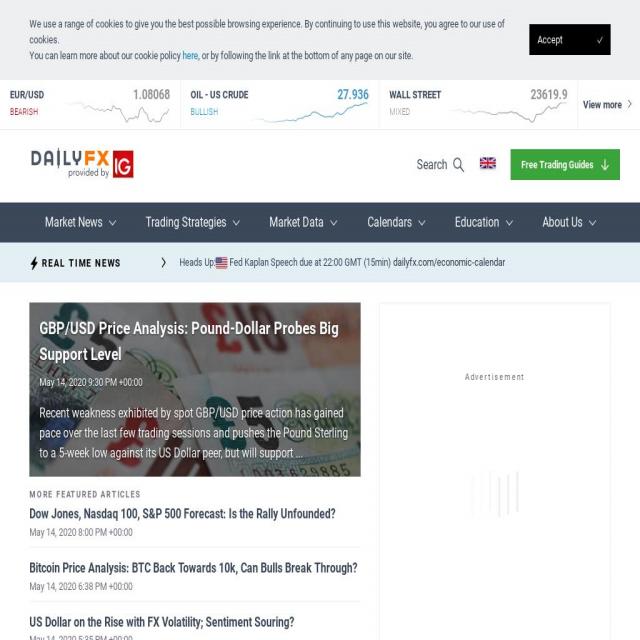 We use a range of cookies to give you the best possible browsing experience. By continuing to use this website, you agree to our use of
cookies.
You can learn more about our cookie policy here, or by following the link at the bottom of any page on our site.
Accept
EUR/USD 1.08068
BEARISH
OIL - US CRUDE 27.936
BULLISH
WALL STREET 23619.9
MIXED
View more
DAILYFX
provided by IG
Search
Free Trading Guides
Market News
Trading Strategies
Market Data
Calendars
Education
About Us
REAL TIME NEWS
Heads Up: Fed Kaplan Speech due at 22:00 GMT (15min) dailyfx.com/economic-calendar
GBP/USD Price Analysis: Pound-Dollar Probes Big
Support Level
May 14, 2020 9:30 PM +00:00
Recent weakness exhibited by spot GBP/USD price action has gained
pace over the last few trading sessions and pushes the Pound Sterling
to a 5-week low against its US Dollar peer, but will support ...
Advertisement
MORE FEATURED ARTICLES
Dow Jones, Nasdaq 100, S&P 500 Forecast: Is the Rally Unfounded?
May 14, 2020 8:00 PM +00:00
Bitcoin Price Analysis: BTC Back Towards 10k, Can Bulls Break Through?
May 14, 2020 6:38 PM +00:00
US Dollar on the Rise with FX Volatility; Sentiment Souring?
May 14, 2020 5:35 PM +00:00